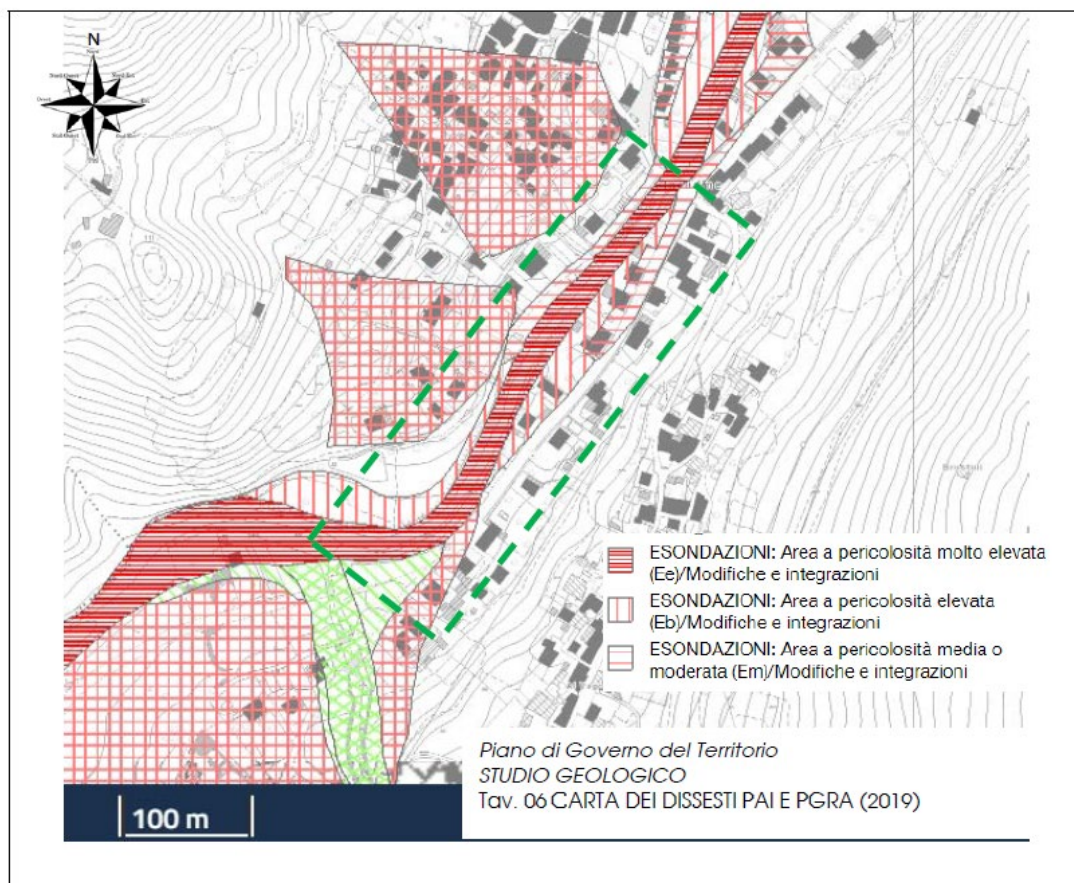 N
ESONDAZIONI: Area a pericolosità molto elevata
(Ee)/Modifiche e integrazioni
ESONDAZIONI: Area a pericolosità elevata
(Eb)/Modifiche e integrazioni
ESONDAZIONI: Area a pericolosità media o
moderata (Em)/Modifiche e integrazioni
Piano di Governo del Territorio
STUDIO GEOLOGICO
Tav. 06 CARTA DEI DISSESTI PAI E PGRA (2019)
100 m